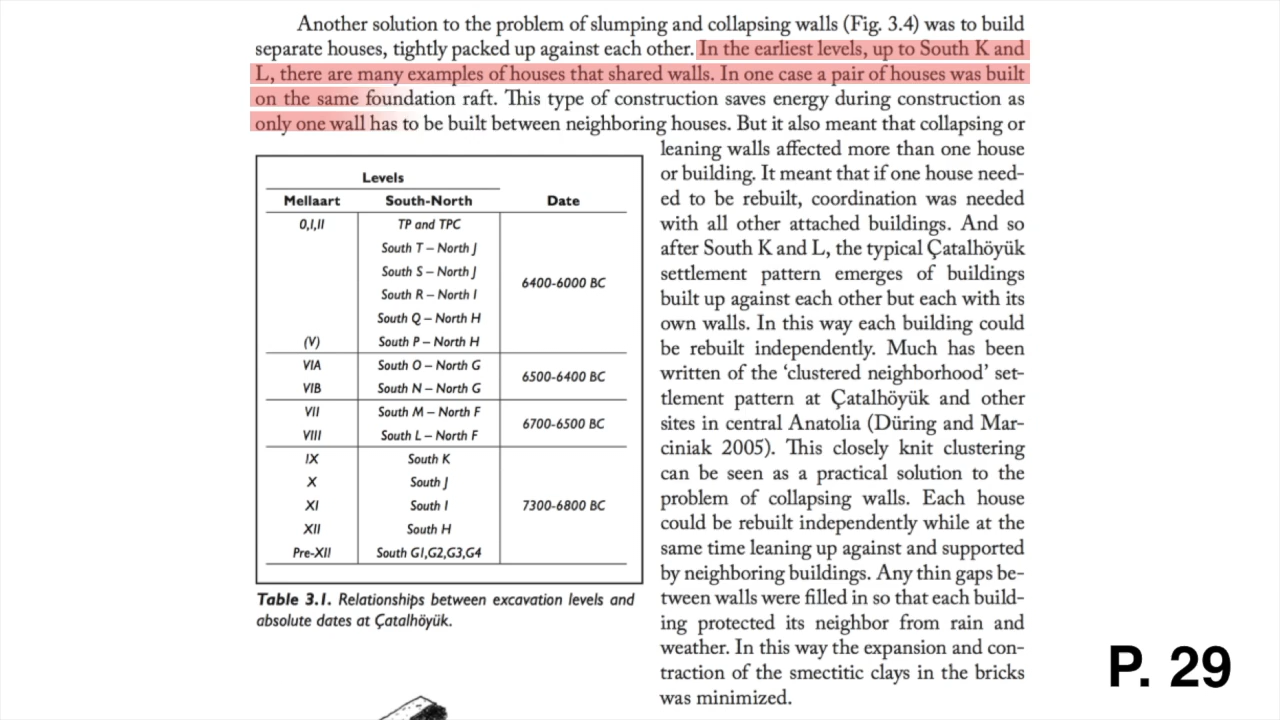 Another solution to the problem of slumping and collapsing walls (Fig. 3.4) was to build
separate houses, tightly packed up against each other. In the earliest levels, up to South K and
L, there are many examples of houses that shared walls. In one case a pair of houses was built
on the same foundation raft. This type of construction saves energy during construction as
only one wall has to be built between neighboring houses. But it also meant that collapsing or
leaning walls affected more than one house
or building. It meant that if one house need-
ed to be rebuilt, coordination was needed
with all other attached buildings. And so
after South K and L, the typical Çatalhöyük
settlement pattern emerges of buildings
built up against each other but each with its
own walls. In this way each building could
be rebuilt independently. Much has been
written of the ‘clustered neighborhood’ set-
tlement pattern at Çatalhöyük and other
sites in central Anatolia (Düring and Mar-
ciniak 2005). This closely knit clustering
can be seen as a practical solution to the
problem of collapsing walls. Each house
could be rebuilt independently while at the
same time leaning up against and supported
by neighboring buildings. Any thin gaps be-
tween walls were filled in so that each build-
ing protected its neighbor from rain and
weather. In this way the expansion and con-
traction of the smectitic clays in the bricks
was minimized.
Levels
Mellaart South-North Date
0,I,II TP and TPC
South T – North J
South S – North J
6400-6000 BC
South R – North I
South Q – North H
(V) South P – North H
VIA South O – North G
6500-6400 BC
VIB South N – North G
VII South M – North F
6700-6500 BC
VIII South L – North F
IX South K
X South J
XI South I 7300-6800 BC
XII South H
Pre-XII South G1,G2,G3,G4
Table 3.1. Relationships between excavation levels and
absolute dates at Çatalhöyük.
P. 29